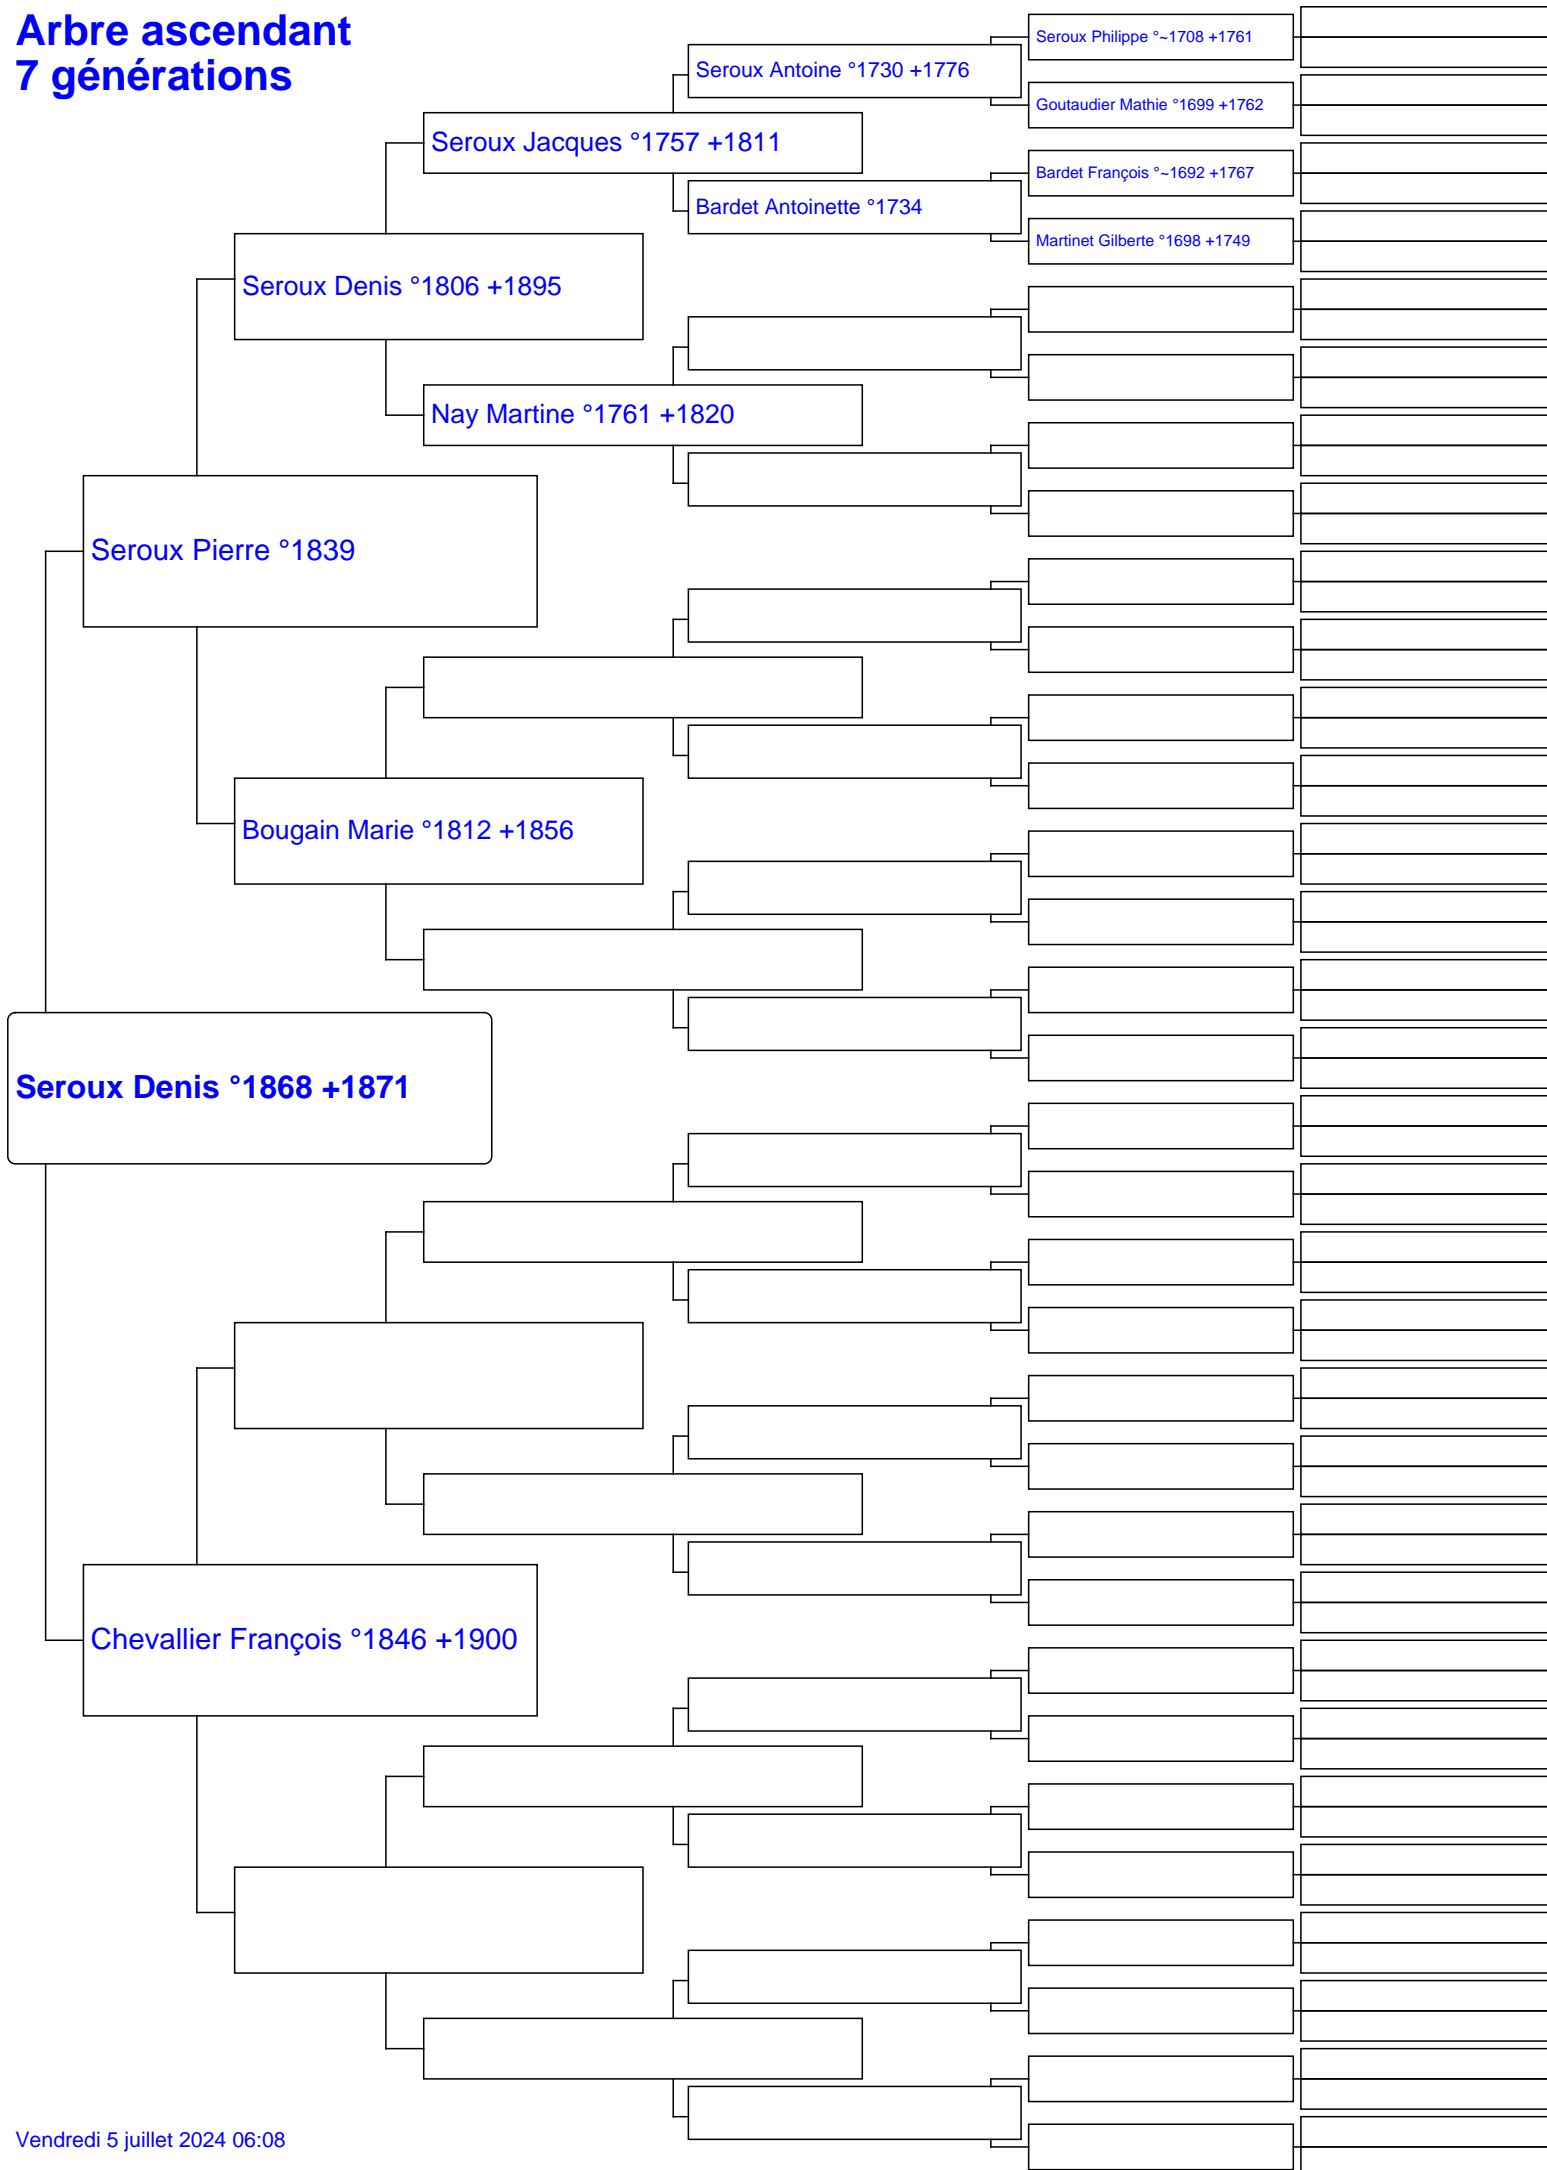 Arbre ascendant
7 générations
Seroux Philippe °~1708 +1761
Seroux Antoine °1730 +1776
Goutaudier Mathie °1699 +1762
Seroux Jacques °1757 +1811
Bardet François °~1692 +1767
Bardet Antoinette °1734
Martinet Gilberte °1698 +1749
Seroux Denis °1806 +1895
Nay Martine °1761 +1820
Seroux Pierre °1839
Bougain Marie °1812 +1856
Seroux Denis °1868 +1871
Chevallier François °1846 +1900
Vendredi 5 juillet 2024 06:08